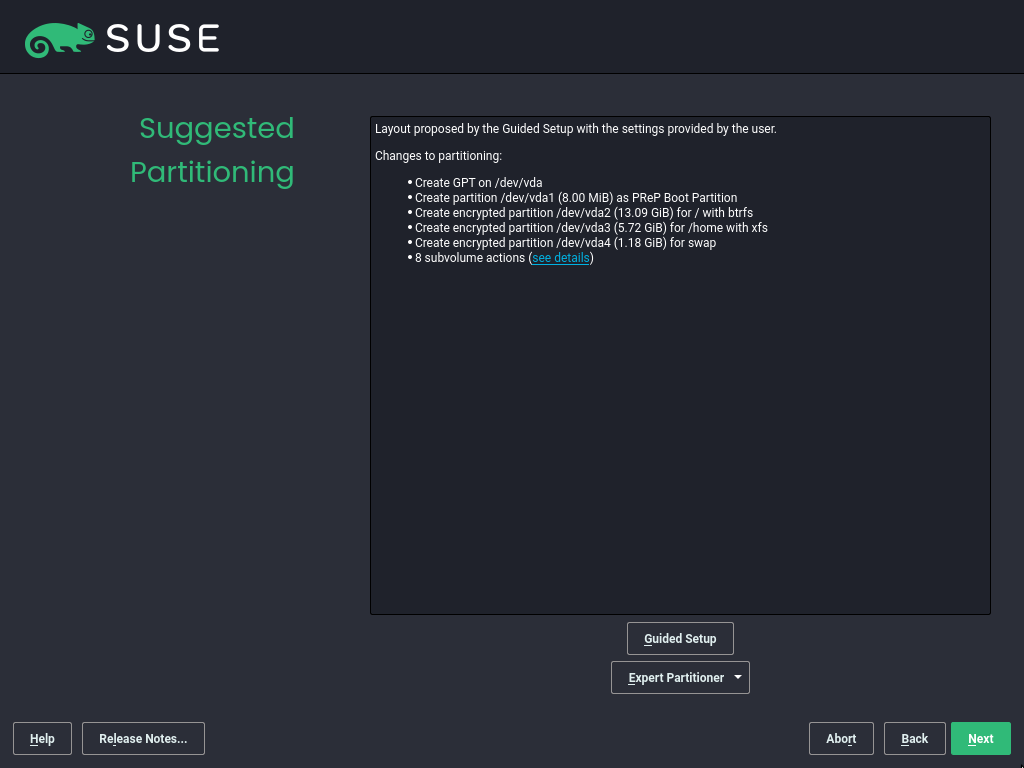 SUSE
Suggested
Partitioning
Layout proposed by the Guided Setup with the settings provided by the user.
Changes to partitioning:
• Create GPT on /dev/vda
• Create partition /dev/vda1 (8.00 MiB) as PReP Boot Partition
• Create encrypted partition /dev/vda2 (13.09 GiB) for / with btrfs
• Create encrypted partition /dev/vda3 (5.72 GiB) for /home with xfs
• Create encrypted partition /dev/vda4 (1.18 GiB) for swap
• 8 subvolume actions (see details)
Guided Setup
Expert Partitioner
Help
Release Notes...
Abort
Back
Next